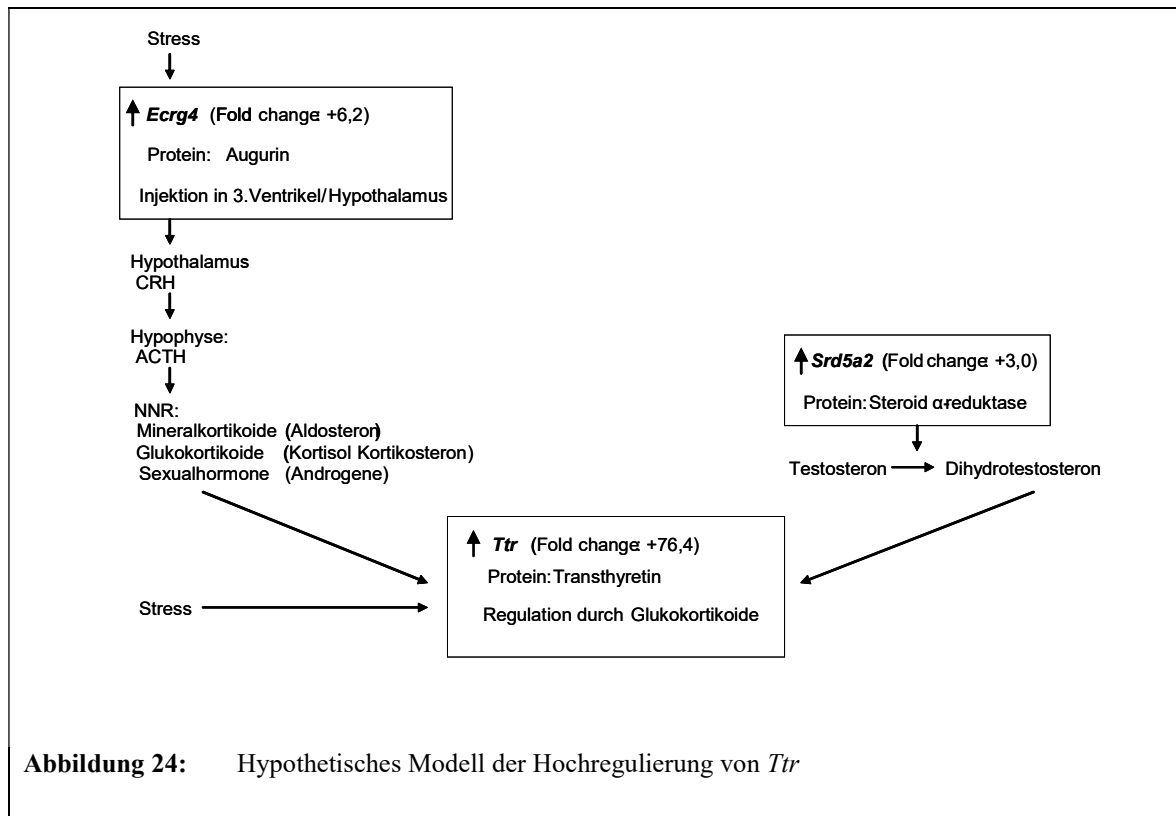 Stress
Ecrg4 (Fold change: +6,2)
Protein: Augurin
Injektion in 3.Ventrikel/Hypothalamus
Hypothalamus
CRH
Hypophyse:
ACTH
NNR:
Mineralkortikoide (Aldosteron)
Glukokortikoide (Kortisol Kortikosteron)
Sexualhormone (Androgene)
Srd5a2 (Fold change: +3,0)
Protein: Steroid α-reduktase
Testosteron Dihydrotestosteron
Ttr (Fold change: +76,4)
Protein: Transthyretin
Regulation durch Glukokortikoide
Stress
Abbildung 24: Hypothetisches Modell der Hochregulierung von Ttr